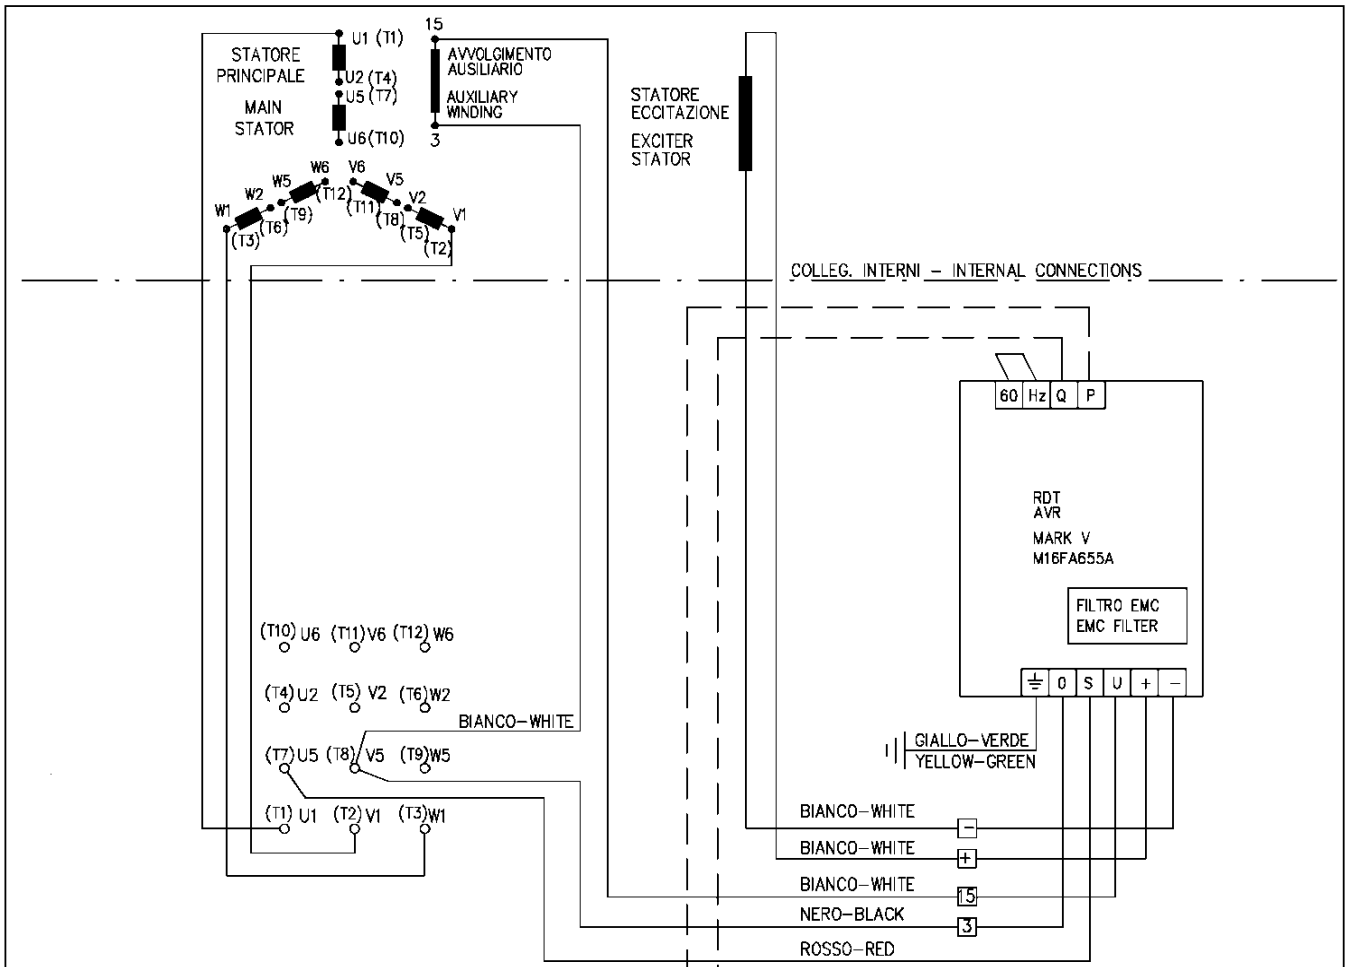 STATORE
PRINCIPALE
MAIN
STATOR
U1 (T1)
U2 (T4)
U5 (T7)
U6(T10)
15
AVVOLGIMENTO
AUSILIARIO
AUXILIARY
WINDING
3
STATORE
ECCITAZIONE
EXCITER
STATOR
W1 W2 W5 W6 V6 V5 V2 V1
(T3) (T6) (T9) (T12) (T11) (T8) (T5) (T2)
COLLEG. INTERNI - INTERNAL CONNECTIONS
60 Hz Q P
RDT
AVR
MARK V
M16FA655A
FILTRO EMC
EMC FILTER
0 S U + -
(T10) U6 (T11) V6 (T12) W6
(T4) U2 (T5) V2 (T6) W2
BIANCO-WHITE
(T7) U5 (T8) V5 (T9) W5
(T1) U1 (T2) V1 (T3) W1
GIALLO-VERDE
YELLOW-GREEN
BIANCO-WHITE -
BIANCO-WHITE +
BIANCO-WHITE 15
NERO-BLACK 3
ROSSO-RED